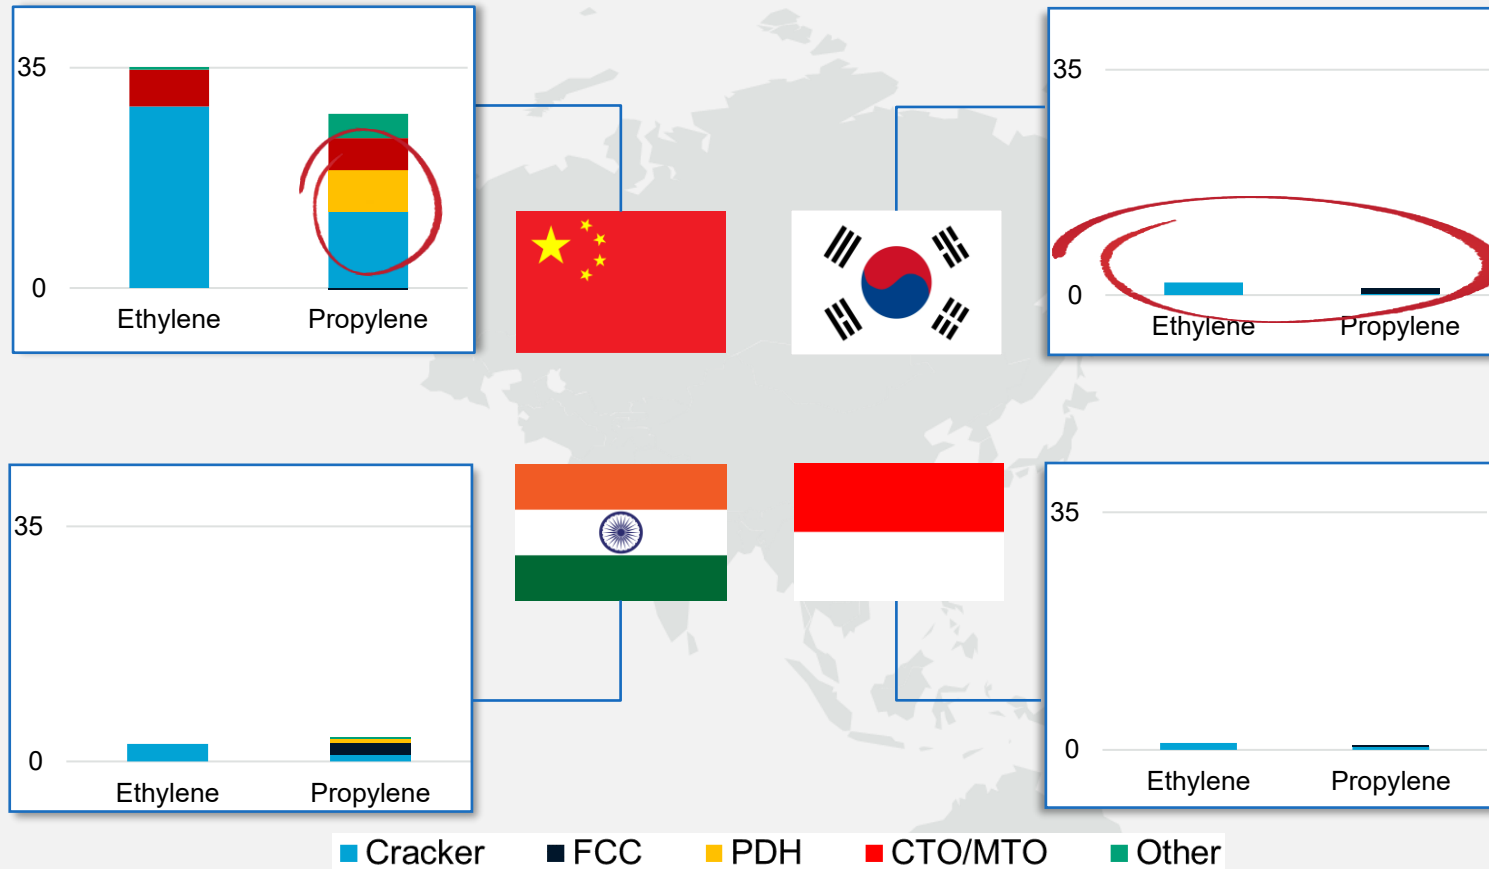 35
0
Ethylene
Propylene
35
0
Ethylene
Propylene
35
0
Ethylene
Propylene
35
0
Ethylene
Propylene
Cracker
FCC
PDH
CTO/MTO
Other